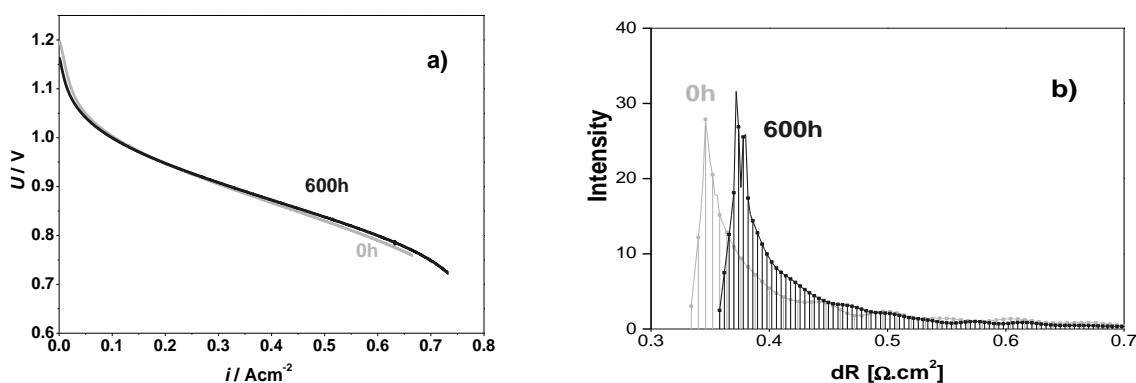 1.2
1.1
1.0
0.9
0.8
0.7
0.6
U / V
a)
600h
0h
0.0 0.1 0.2 0.3 0.4 0.5 0.6 0.7 0.8
i / Acm⁻²
40
30
20
10
0
Intensity
b)
0h
600h
0.3 0.4 0.5 0.6 0.7
dR [Ω.cm²]